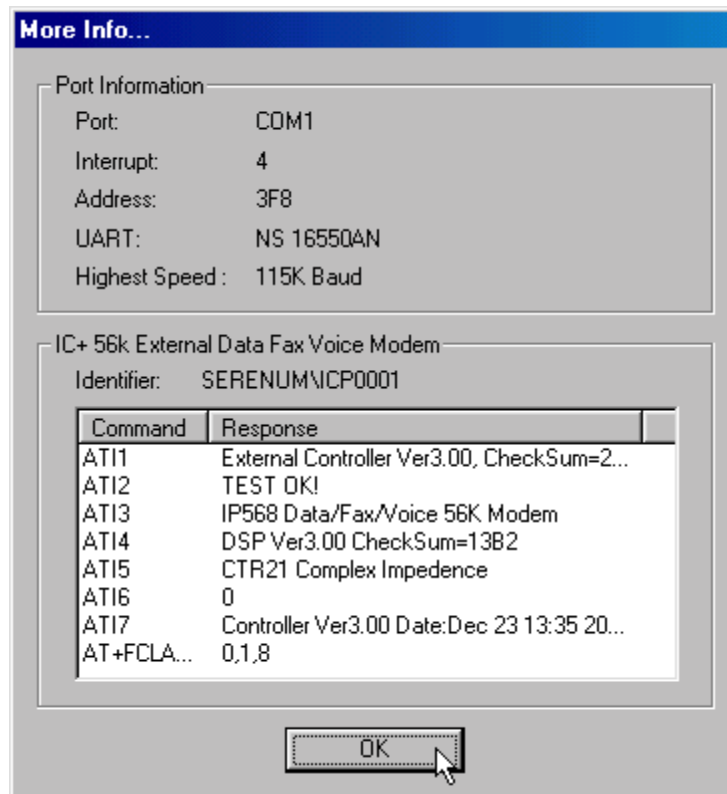 More Info...
Port Information
Port: COM1
Interrupt: 4
Address: 3F8
UART: NS 16550AN
Highest Speed : 115K Baud
IC+ 56k External Data Fax Voice Modem
Identifier: SERENUM\ICP0001
Command Response
ATI1 External Controller Ver3.00, CheckSum=2...
ATI2 TEST OK!
ATI3 IP568 Data/Fax/Voice 56K Modem
ATI4 DSP Ver3.00 CheckSum=13B2
ATI5 CTR21 Complex Impedence
ATI6 0
ATI7 Controller Ver3.00 Date:Dec 23 13:35 20...
AT+FCLA... 0,1,8
OK